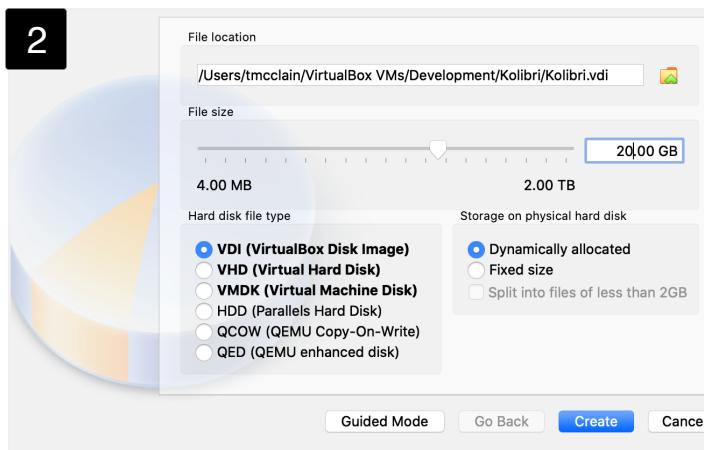 2
File location
/Users/tmcclain/VirtualBox VMs/Development/Kolibri/Kolibri.vdi
File size
20.00 GB
4.00 MB 2.00 TB
Hard disk file type
VDI (VirtualBox Disk Image)
VHD (Virtual Hard Disk)
VMDK (Virtual Machine Disk)
HDD (Parallels Hard Disk)
QCOW (QEMU Copy-On-Write)
QED (QEMU enhanced disk)
Storage on physical hard disk
Dynamically allocated
Fixed size
Split into files of less than 2GB
Guided Mode Go Back Create Cance